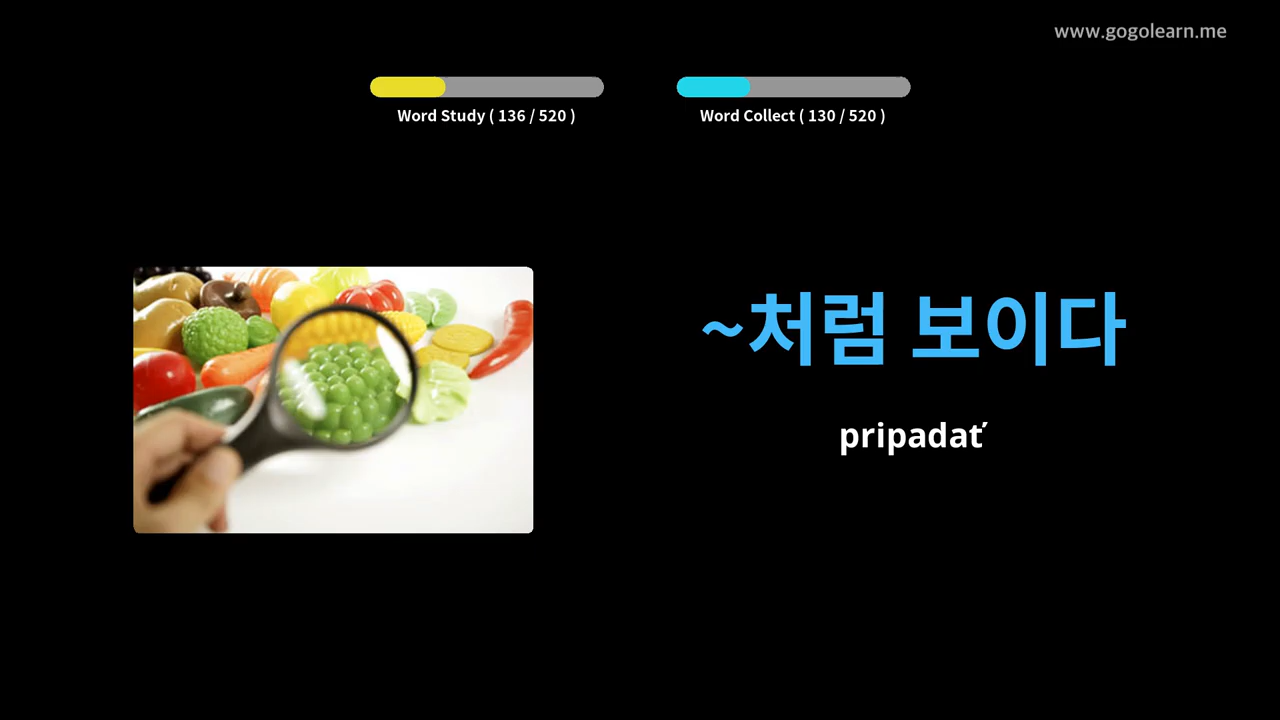 www.gogolearn.me
Word Study ( 136 / 520 )
Word Collect ( 130 / 520 )
~처럼 보이다
pripadať